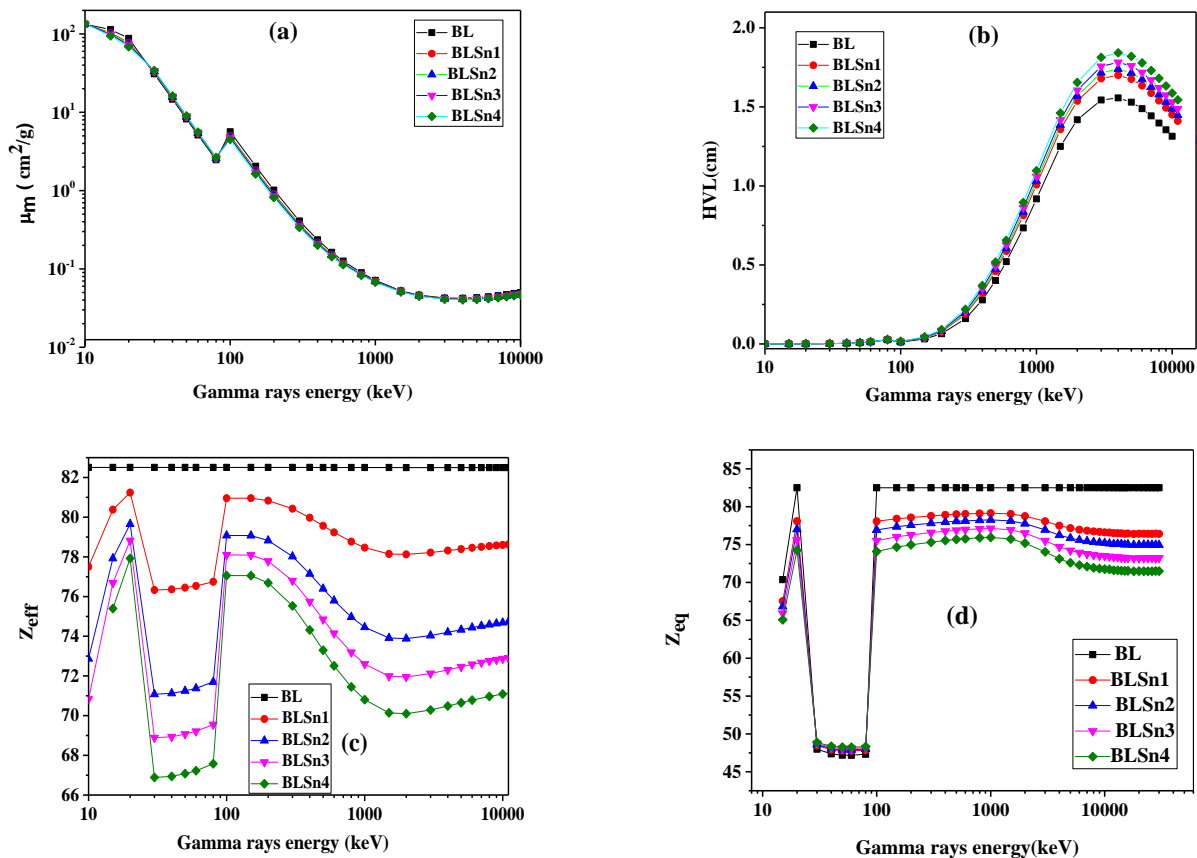 (a)
BL
BLSn1
BLSn2
BLSn3
BLSn4
μm ( cm2/g)
10^2
10^1
10^0
10^-1
10^-2
10 100 1000 10000
Gamma rays energy (keV)
(b)
BL
BLSn1
BLSn2
BLSn3
BLSn4
HVL(cm)
2.0
1.5
1.0
0.5
0.0
10 100 1000 10000
Gamma rays energy (keV)
Zeff
82
80
78
76
74
72
70
68
66
BL
BLSn1
BLSn2
BLSn3
BLSn4
(c)
10 100 1000 10000
Gamma rays energy (keV)
Zeq
85
80
75
70
65
60
55
50
45
(d)
BL
BLSn1
BLSn2
BLSn3
BLSn4
10 100 1000 10000
Gamma rays energy(keV)